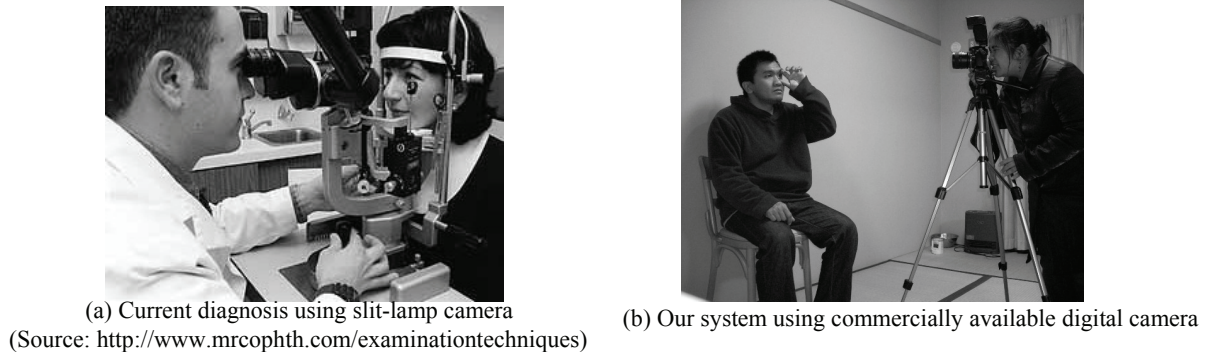 (a) Current diagnosis using slit-lamp camera
(Source: http://www.mrcophth.com/examinationtechniques)
(b) Our system using commercially available digital camera